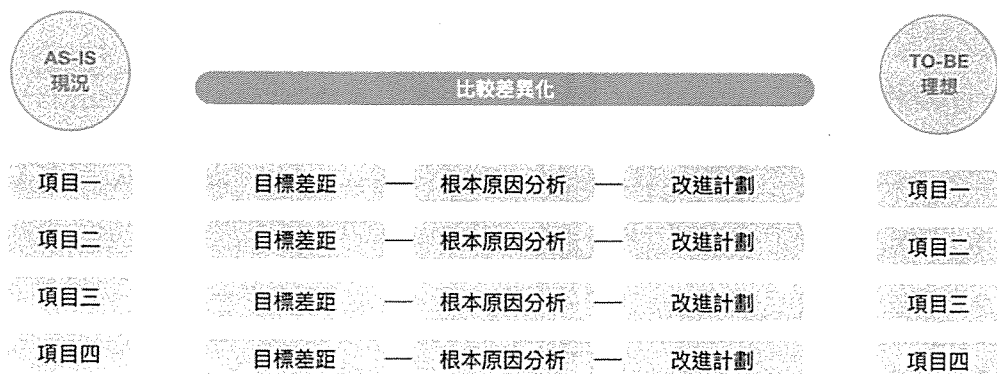 AS-IS
現況
比較差異化
TO-BE
理想
項目一 目標差距 — 根本原因分析 — 改進計劃 項目一
項目二 目標差距 — 根本原因分析 — 改進計劃 項目二
項目三 目標差距 — 根本原因分析 — 改進計劃 項目三
項目四 目標差距 — 根本原因分析 — 改進計劃 項目四